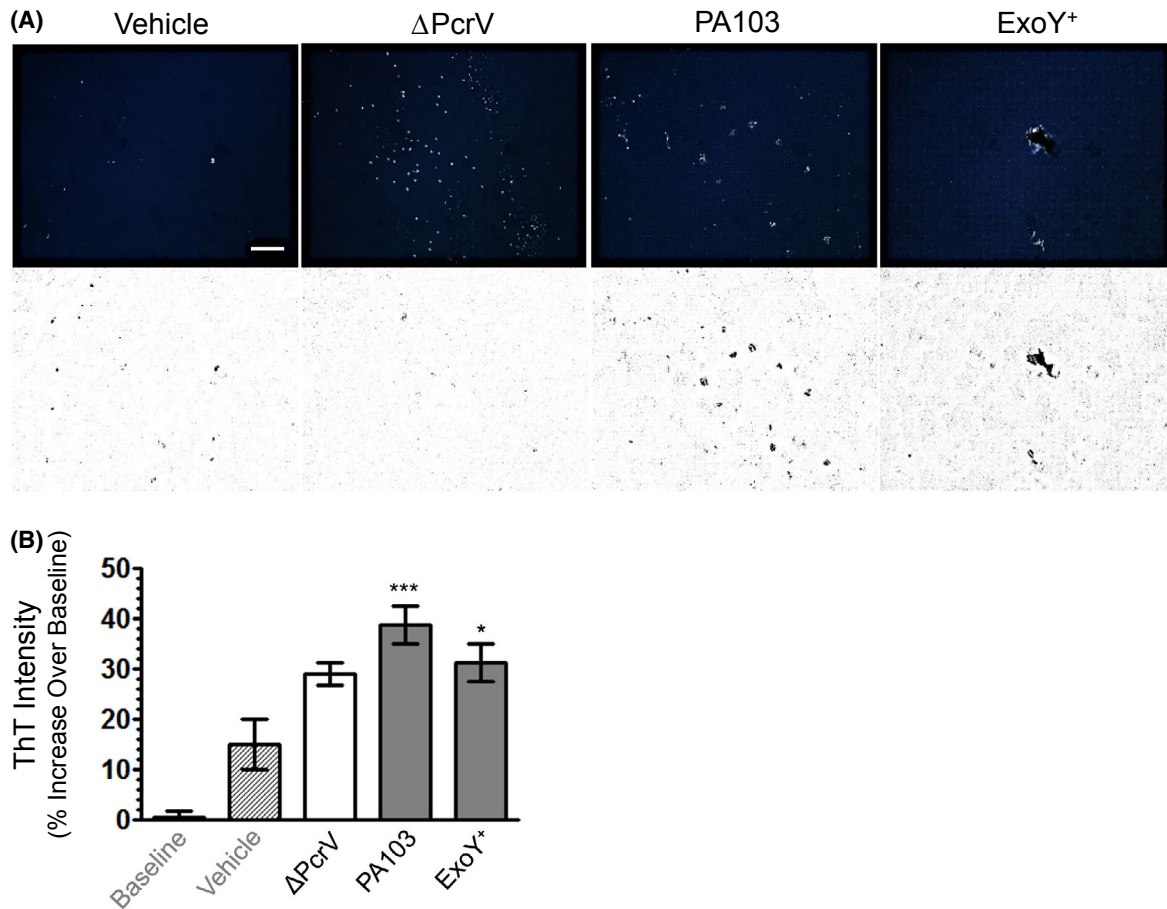 (A)
Vehicle ΔPcrV PA103 ExoY⁺
(B)
ThT Intensity
(% Increase Over Baseline)
50
40
30
20
10
0
***
*
Baseline Vehicle ΔPcrV PA103 ExoY⁺